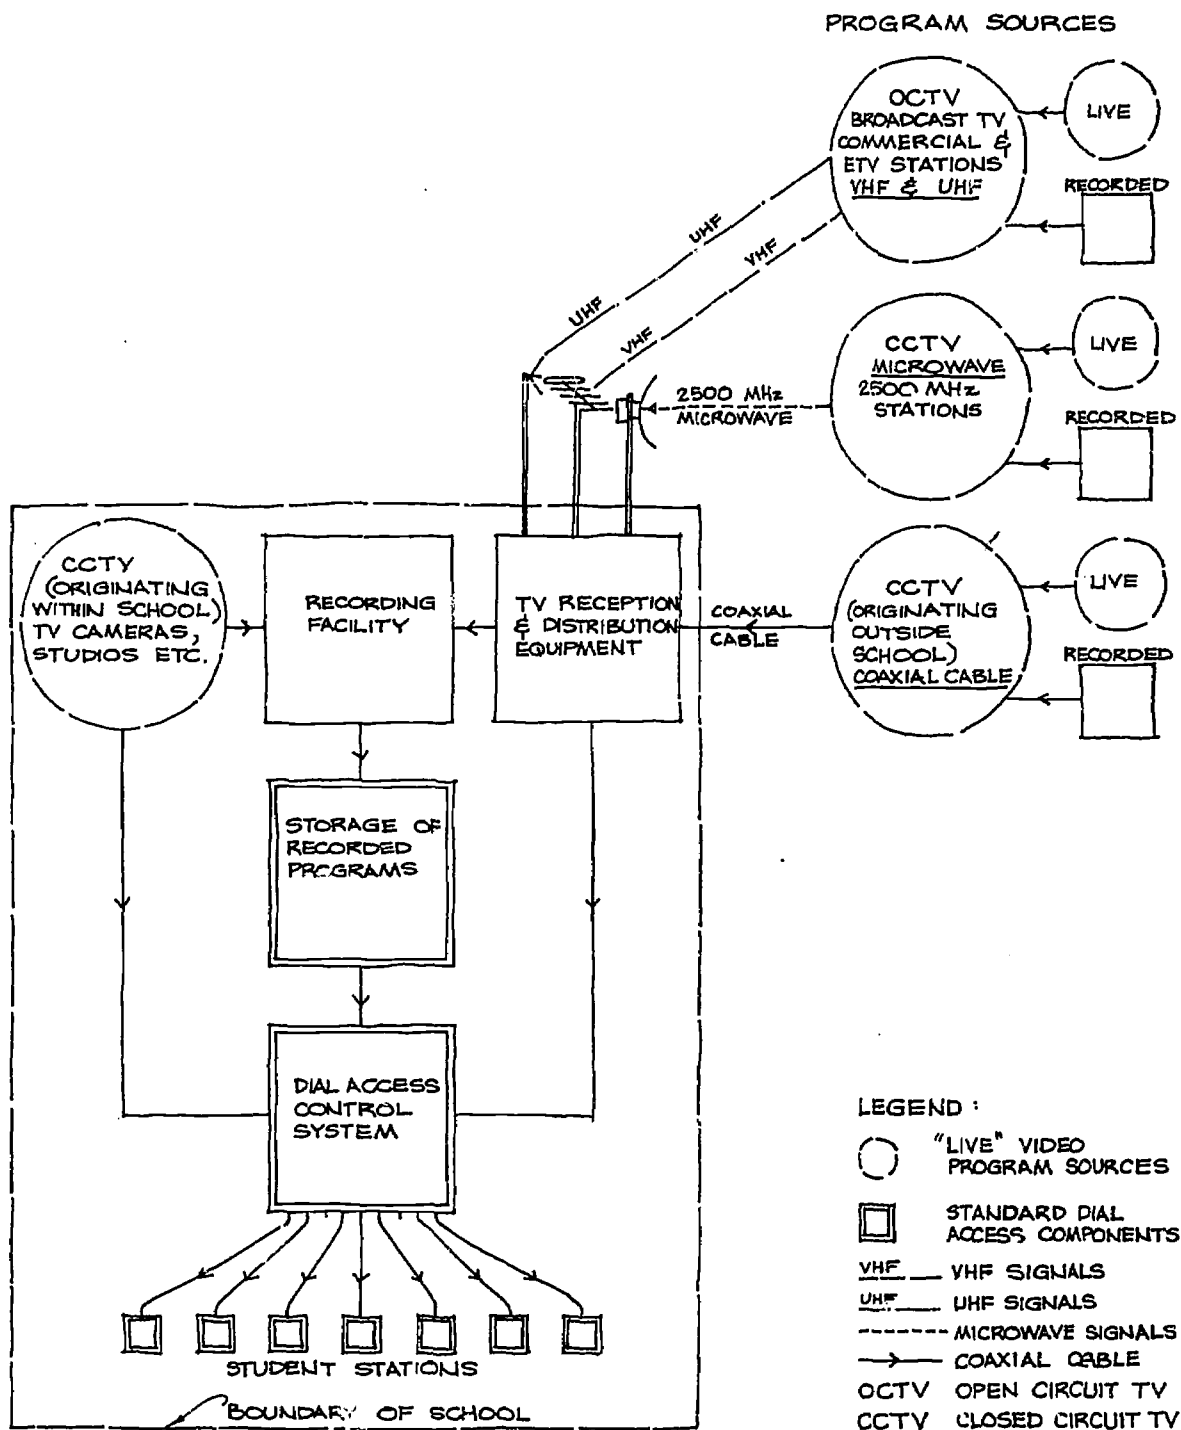 PROGRAM SOURCES
OCTV
BROADCAST TV
COMMERCIAL &
ETV STATIONS
VHF & UHF
LIVE
RECORDED
UHF
VHF
UHF
VHF
CCTV
MICROWAVE
2500 MHz
STATIONS
LIVE
RECORDED
2500 MHz
MICROWAVE
CCTV
(ORIGINATING
WITHIN SCHOOL)
TV CAMERAS,
STUDIOS ETC.
RECORDING
FACILITY
TV RECEPTION
& DISTRIBUTION
EQUIPMENT
COAXIAL
CABLE
CCTV
(ORIGINATING
OUTSIDE
SCHOOL)
COAXIAL CABLE
LIVE
RECORDED
STORAGE OF
RECORDED
PROGRAMS
DIAL ACCESS
CONTROL
SYSTEM
STUDENT STATIONS
BOUNDARY OF SCHOOL
LEGEND :
"LIVE" VIDEO
PROGRAM SOURCES
STANDARD DIAL
ACCESS COMPONENTS
VHF VHF SIGNALS
UHF UHF SIGNALS
MICROWAVE SIGNALS
COAXIAL CABLE
OCTV OPEN CIRCUIT TV
CCTV CLOSED CIRCUIT TV